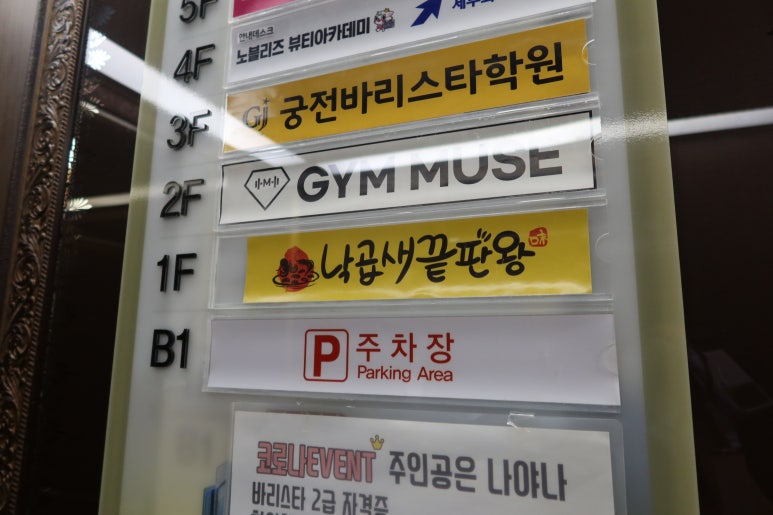 5F
4F
안내데스크
노블리즈 뷰티아카데미
3F
GJ 궁전바리스타학원
2F
·M· GYM MUSE
1F
낙곱새끝판왕
B1
P 주차장
Parking Area
코로나EVENT 주인공은 나야나
바리스타 2급 자격증